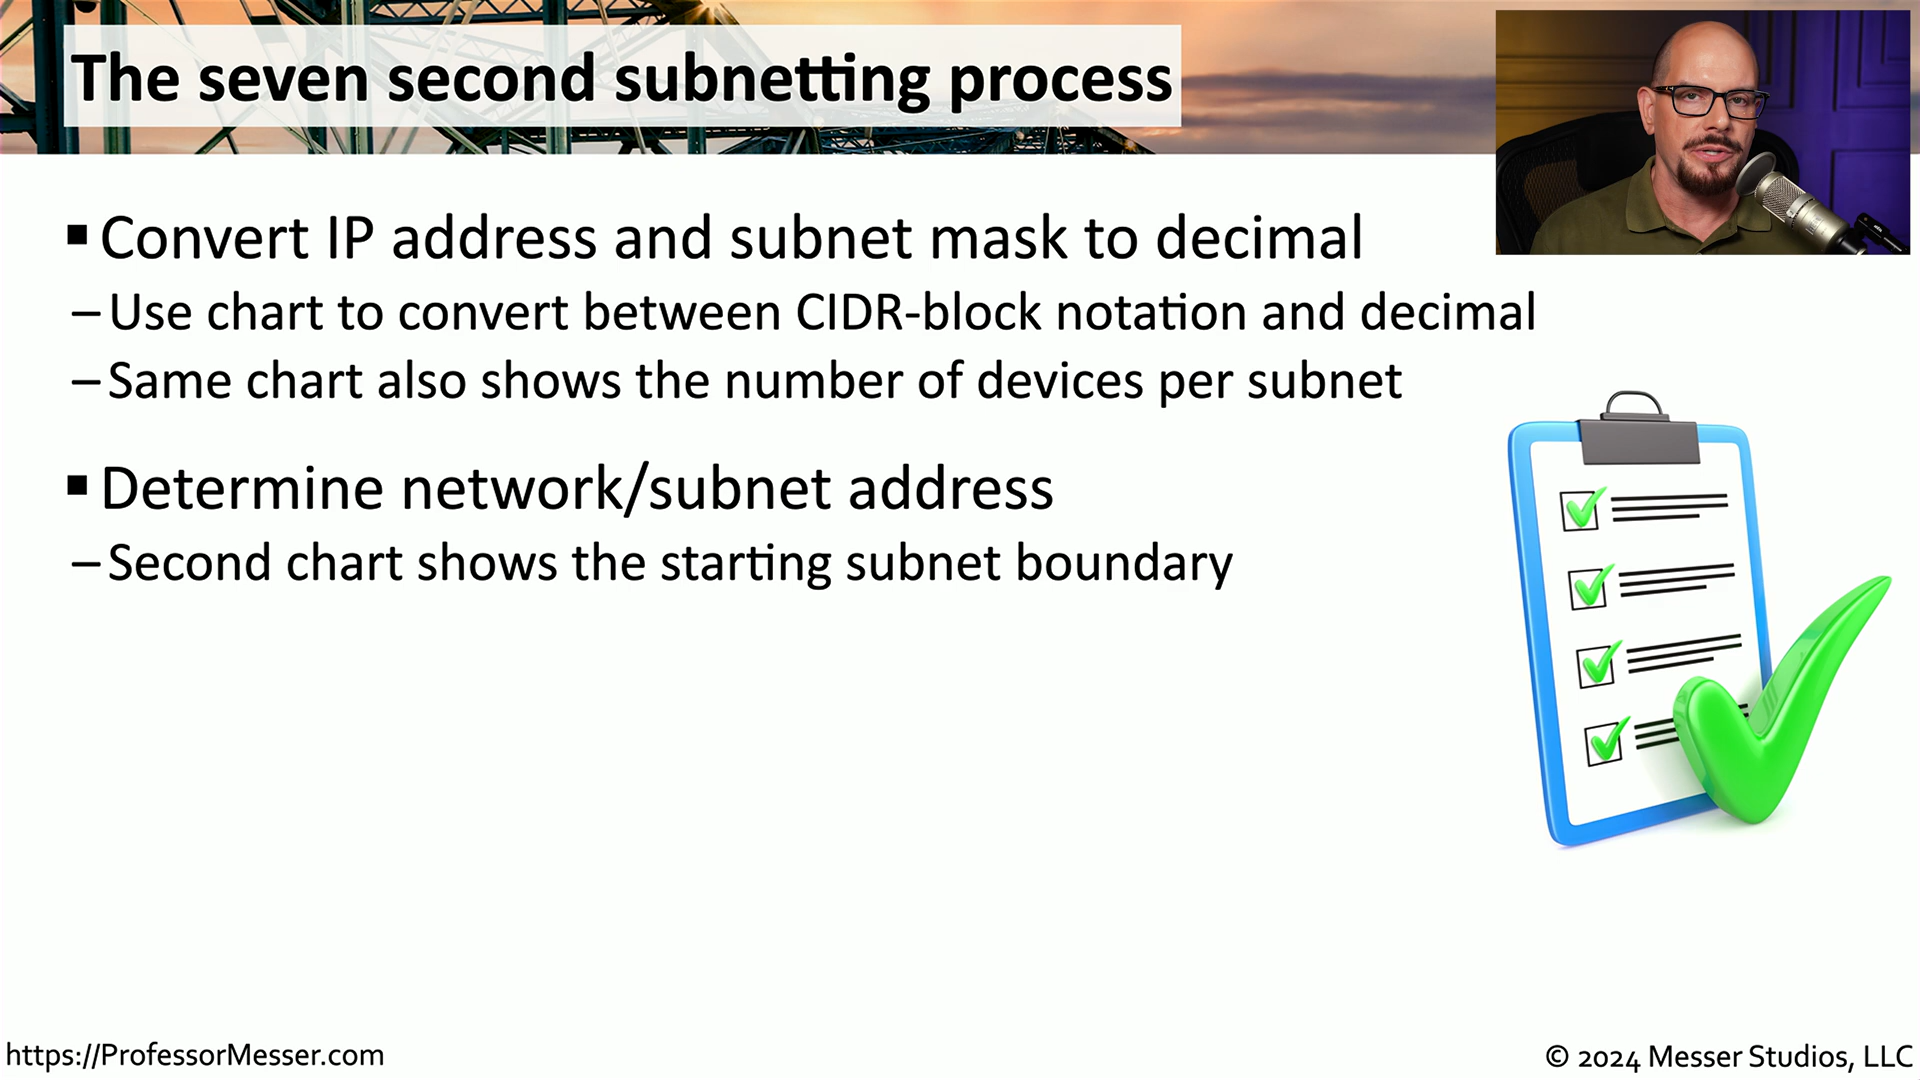 The seven second subnetting process
▪ Convert IP address and subnet mask to decimal
– Use chart to convert between CIDR-block notation and decimal
– Same chart also shows the number of devices per subnet
▪ Determine network/subnet address
– Second chart shows the starting subnet boundary
https://ProfessorMesser.com
© 2024 Messer Studios, LLC